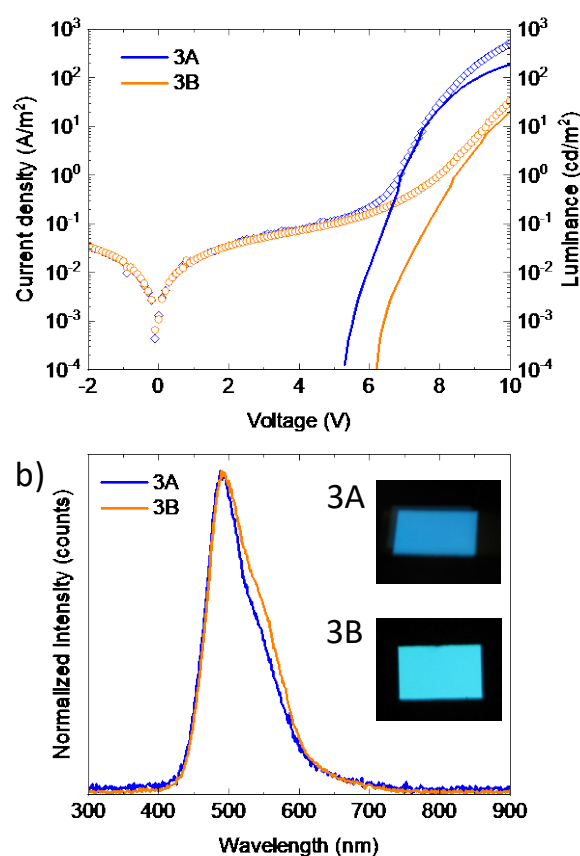 3A
3B
Current density (A/m²)
10³
10²
10¹
10⁰
10⁻¹
10⁻²
10⁻³
10⁻⁴
10³
10²
10¹
10⁰
10⁻¹
10⁻²
10⁻³
10⁻⁴
Luminance (cd/m²)
-2 0 2 4 6 8 10
Voltage (V)
b)
3A
3B
3A
3B
Normalized Intensity (counts)
300 400 500 600 700 800 900
Wavelength (nm)